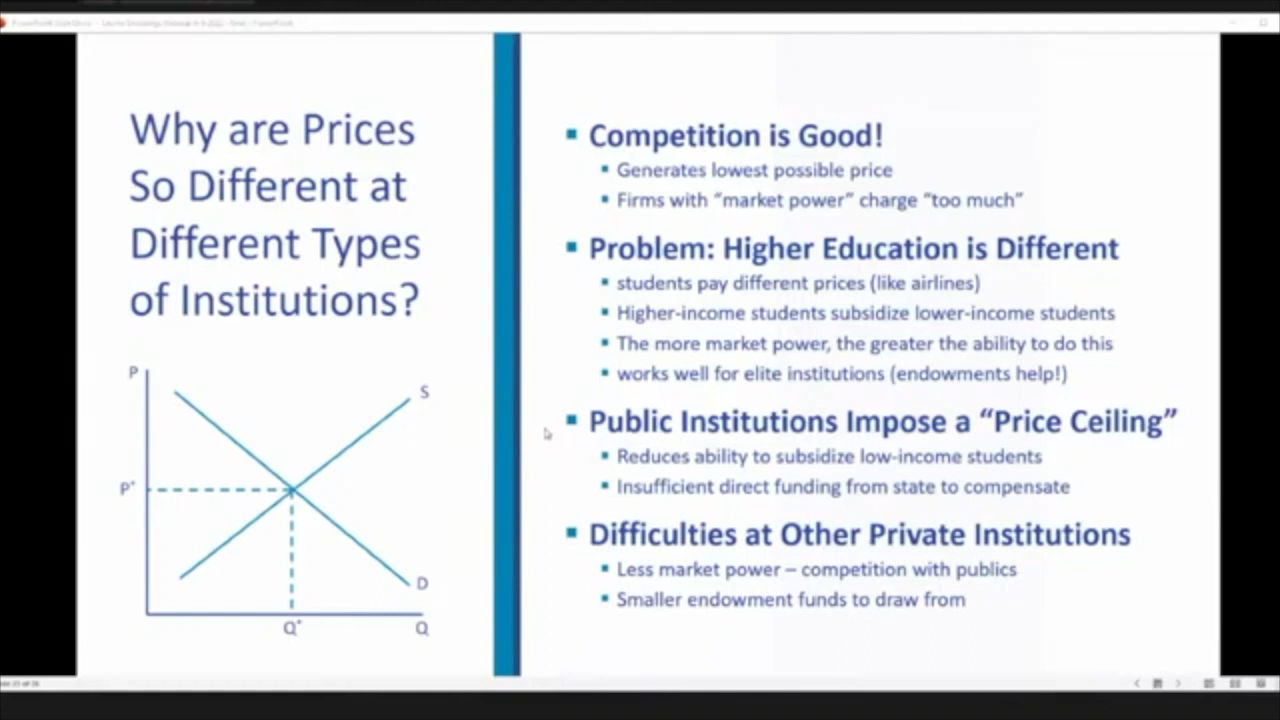 Why are Prices
So Different at
Different Types
of Institutions?
P
S
P*
D
Q*
Q
▪ Competition is Good!
▪ Generates lowest possible price
▪ Firms with “market power” charge “too much”
▪ Problem: Higher Education is Different
▪ students pay different prices (like airlines)
▪ Higher-income students subsidize lower-income students
▪ The more market power, the greater the ability to do this
▪ works well for elite institutions (endowments help!)
▪ Public Institutions Impose a “Price Ceiling”
▪ Reduces ability to subsidize low-income students
▪ Insufficient direct funding from state to compensate
▪ Difficulties at Other Private Institutions
▪ Less market power – competition with publics
▪ Smaller endowment funds to draw from